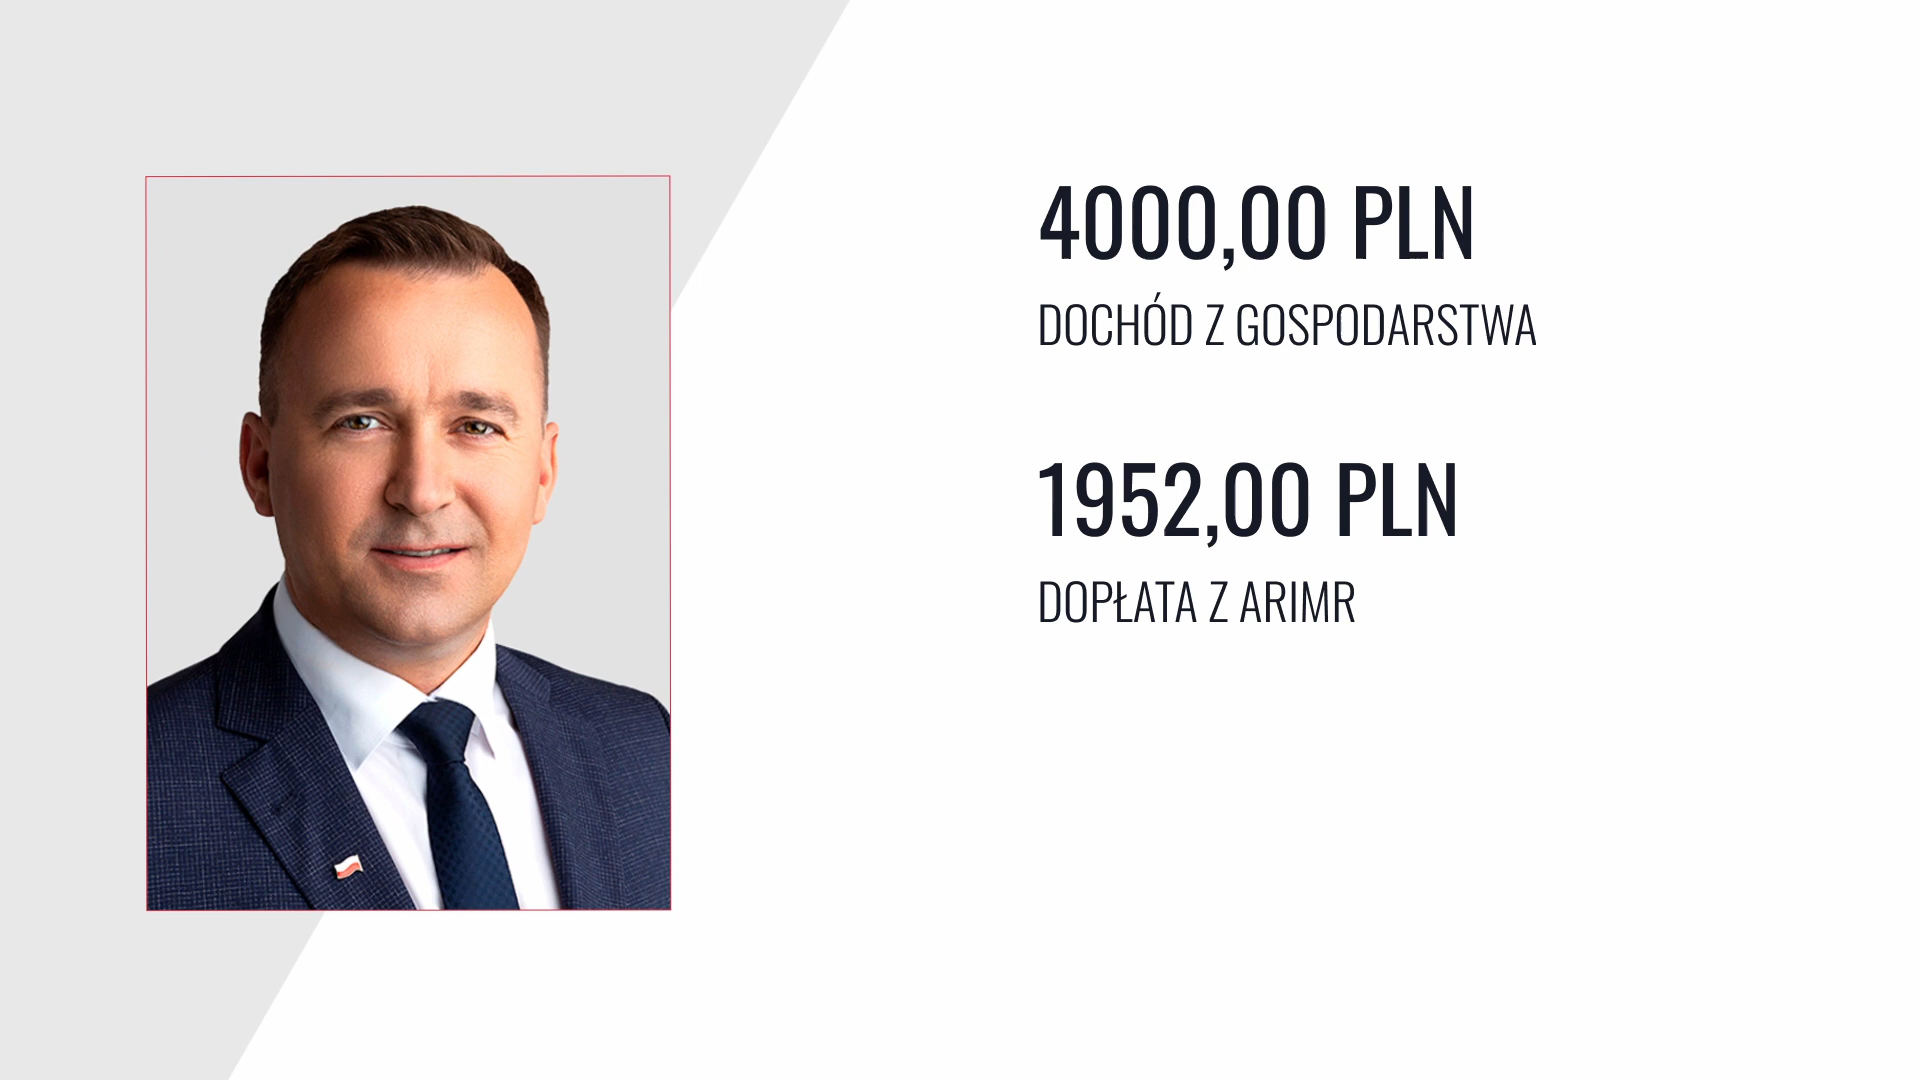 4000,00 PLN
DOCHÓD Z GOSPODARSTWA
1952,00 PLN
DOPŁATA Z ARIMR